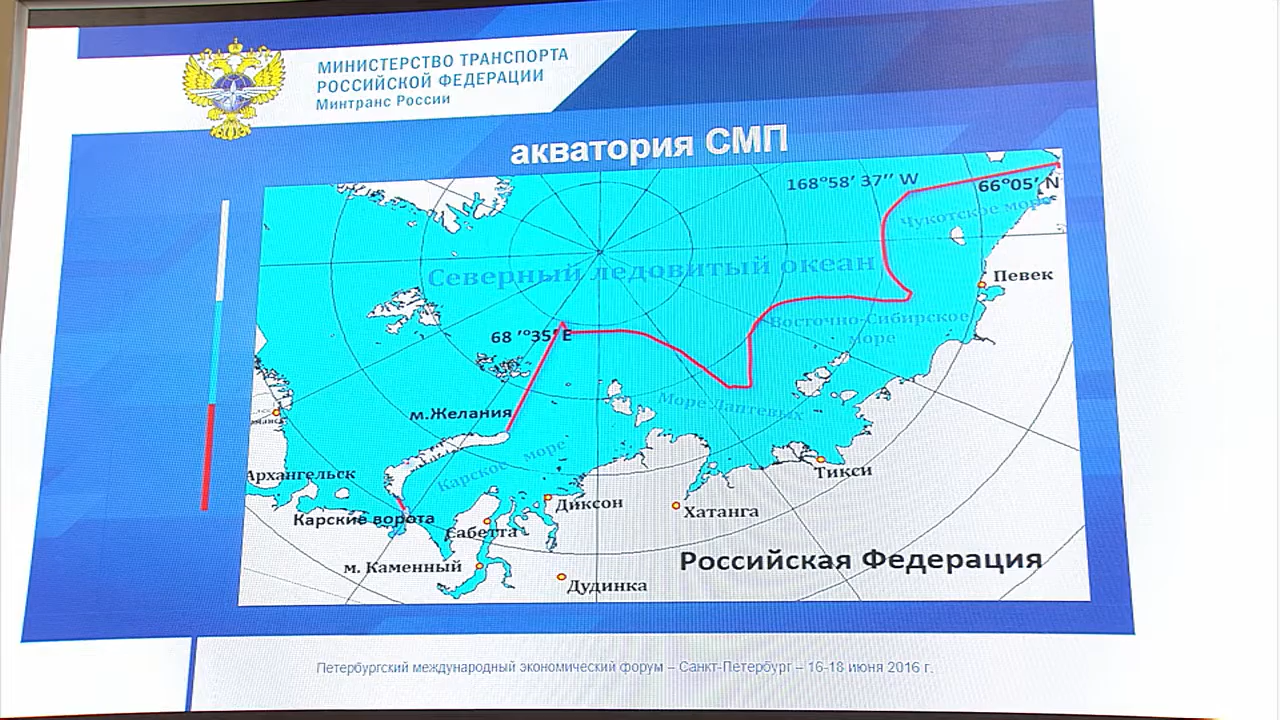 МИНИСТЕРСТВО ТРАНСПОРТА
РОССИЙСКОЙ ФЕДЕРАЦИИ
Минтранс России
акватория СМП
168°58′ 37′′ W
66°05′ N
Чукотское море
Северный ледовитый океан
Певек
68 ′°35′ E
Восточно-Сибирское
море
м.Желания
Море Лаптевых
Карское море
Архангельск
Тикси
Диксон
Хатанга
Карские ворота
Сабетта
м. Каменный
Российская Федерация
Дудинка
Петербургский международный экономический форум – Санкт-Петербург – 16-18 июня 2016 г.